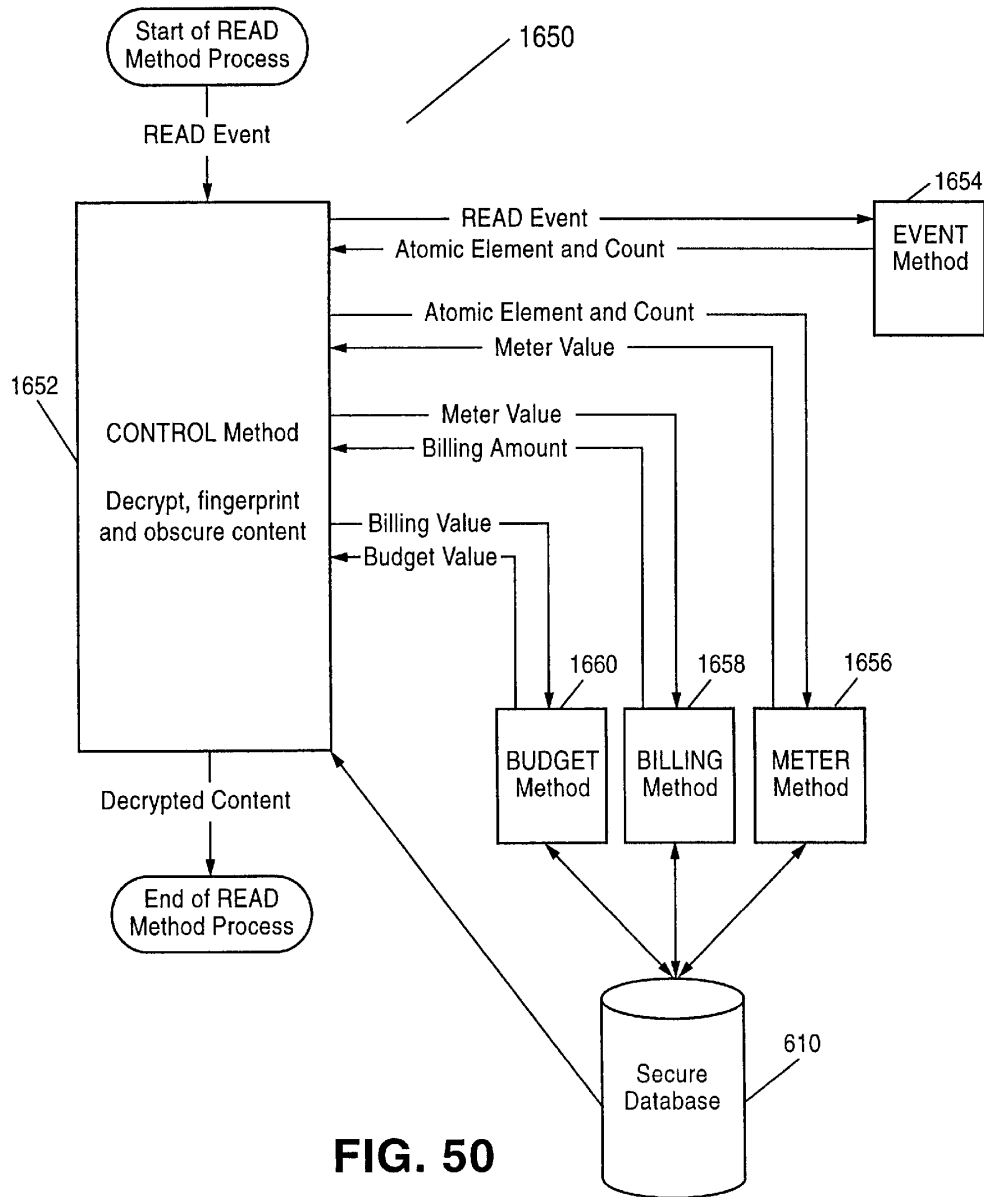 Start of READ
Method Process
1650
READ Event
1654
READ Event
Atomic Element and Count
EVENT
Method
Atomic Element and Count
Meter Value
1652
Meter Value
CONTROL Method
Billing Amount
Decrypt, fingerprint
and obscure content
Billing Value
Budget Value
1660
1658
1656
BUDGET
Method
BILLING
Method
METER
Method
Decrypted Content
End of READ
Method Process
610
Secure
Database
FIG. 50